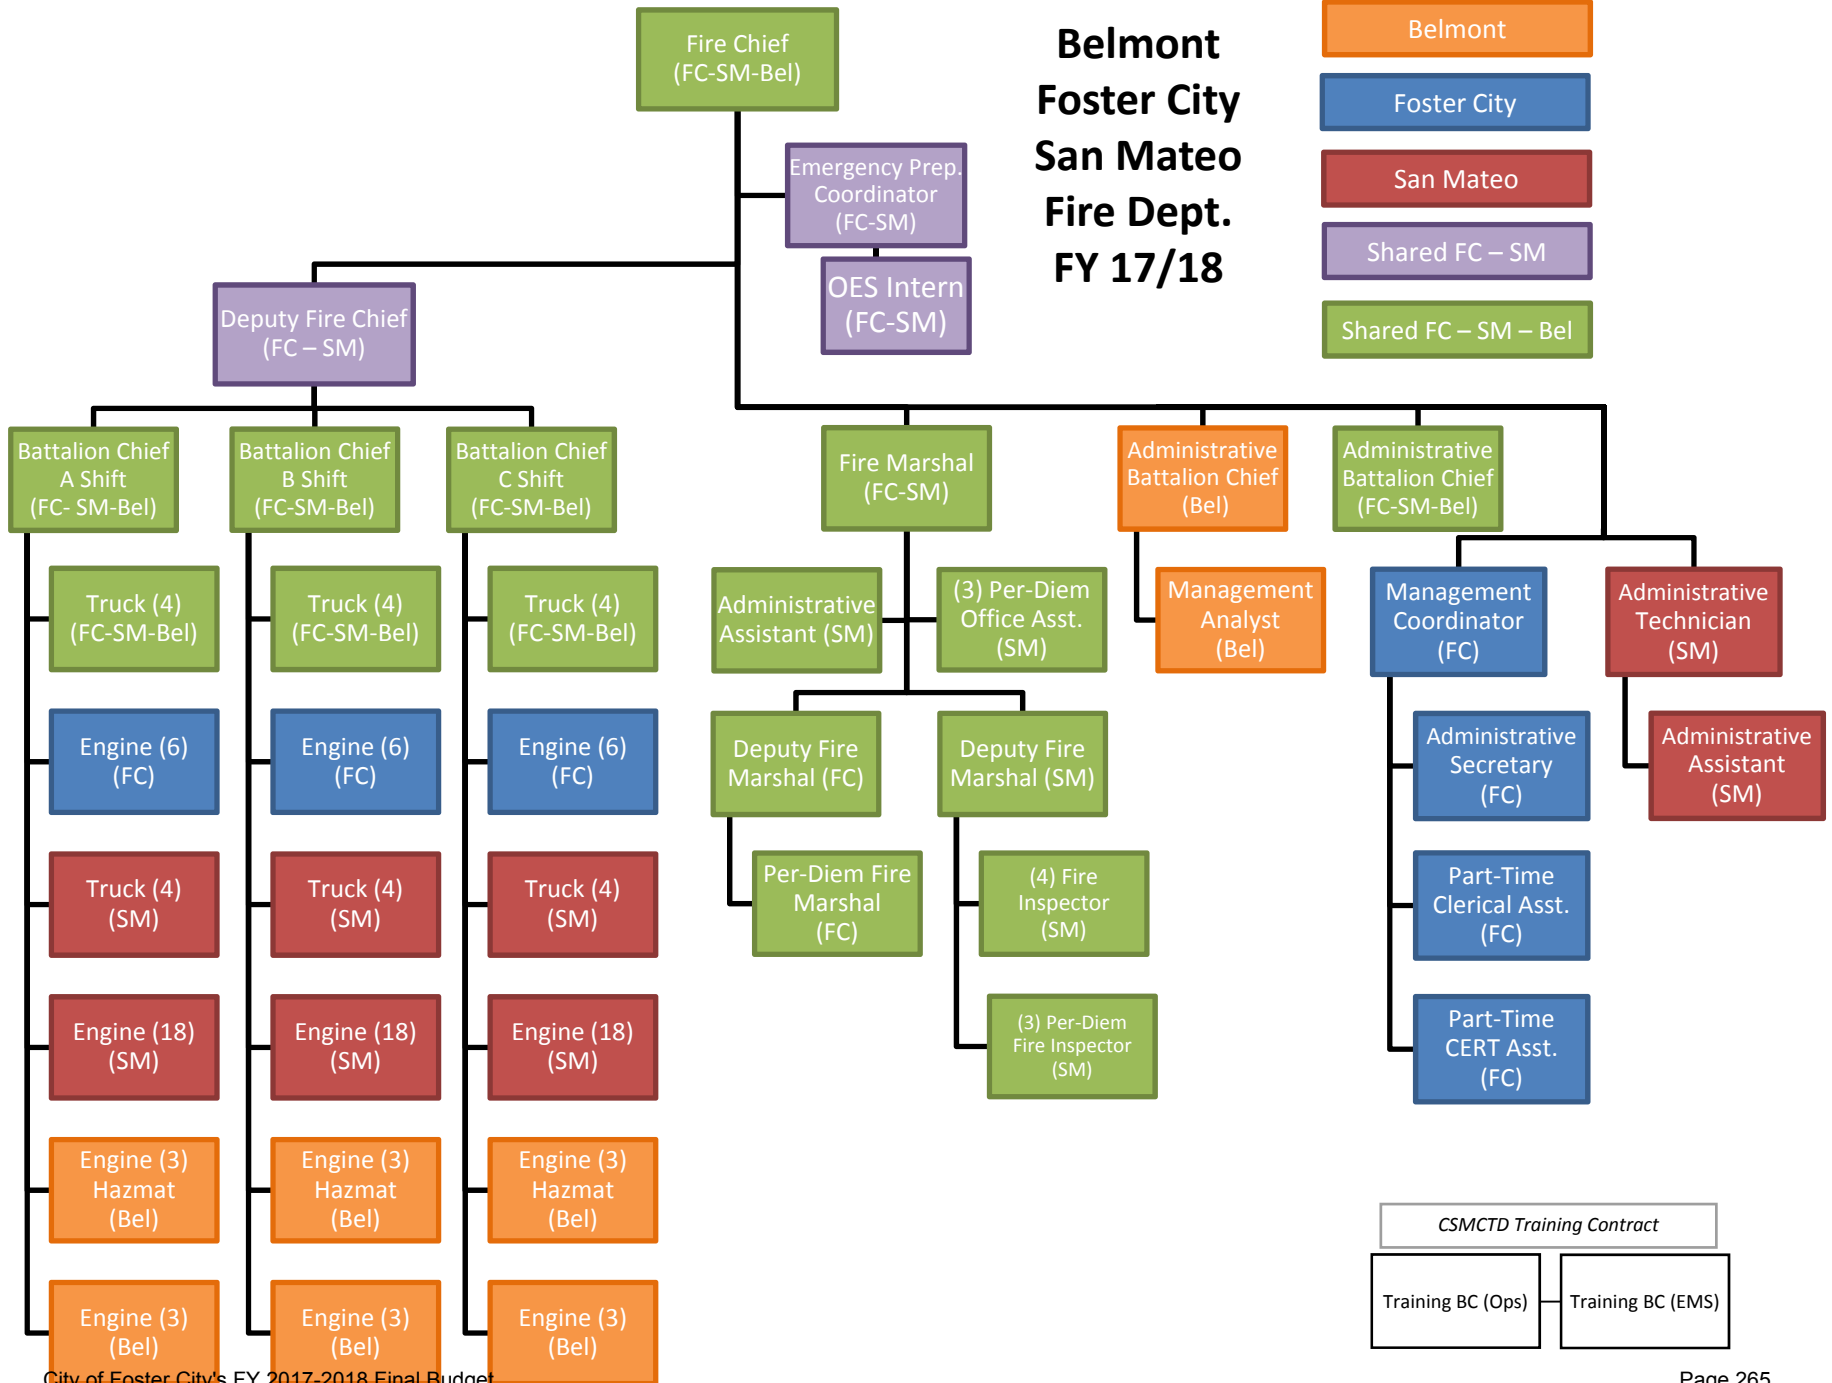 Fire Chief
(FC-SM-Bel)
Belmont
Foster City
San Mateo
Fire Dept.
FY 17/18
Belmont
Foster City
San Mateo
Shared FC – SM
Shared FC – SM – Bel
Emergency Prep.
Coordinator
(FC-SM)
OES Intern
(FC-SM)
Deputy Fire Chief
(FC – SM)
Battalion Chief
A Shift
(FC- SM-Bel)
Battalion Chief
B Shift
(FC-SM-Bel)
Battalion Chief
C Shift
(FC-SM-Bel)
Fire Marshal
(FC-SM)
Administrative
Battalion Chief
(Bel)
Administrative
Battalion Chief
(FC-SM-Bel)
Truck (4)
(FC-SM-Bel)
Truck (4)
(FC-SM-Bel)
Truck (4)
(FC-SM-Bel)
Administrative
Assistant (SM)
(3) Per-Diem
Office Asst.
(SM)
Management
Analyst
(Bel)
Management
Coordinator
(FC)
Administrative
Technician
(SM)
Engine (6)
(FC)
Engine (6)
(FC)
Engine (6)
(FC)
Deputy Fire
Marshal (FC)
Deputy Fire
Marshal (SM)
Administrative
Secretary
(FC)
Administrative
Assistant
(SM)
Truck (4)
(SM)
Truck (4)
(SM)
Truck (4)
(SM)
Per-Diem Fire
Marshal
(FC)
(4) Fire
Inspector
(SM)
Part-Time
Clerical Asst.
(FC)
Engine (18)
(SM)
Engine (18)
(SM)
Engine (18)
(SM)
(3) Per-Diem
Fire Inspector
(SM)
Part-Time
CERT Asst.
(FC)
Engine (3)
Hazmat
(Bel)
Engine (3)
Hazmat
(Bel)
Engine (3)
Hazmat
(Bel)
CSMCTD Training Contract
Training BC (Ops)
Training BC (EMS)
Engine (3)
(Bel)
Engine (3)
(Bel)
Engine (3)
(Bel)
City of Foster City's FY 2017-2018 Final Budget
Page 265